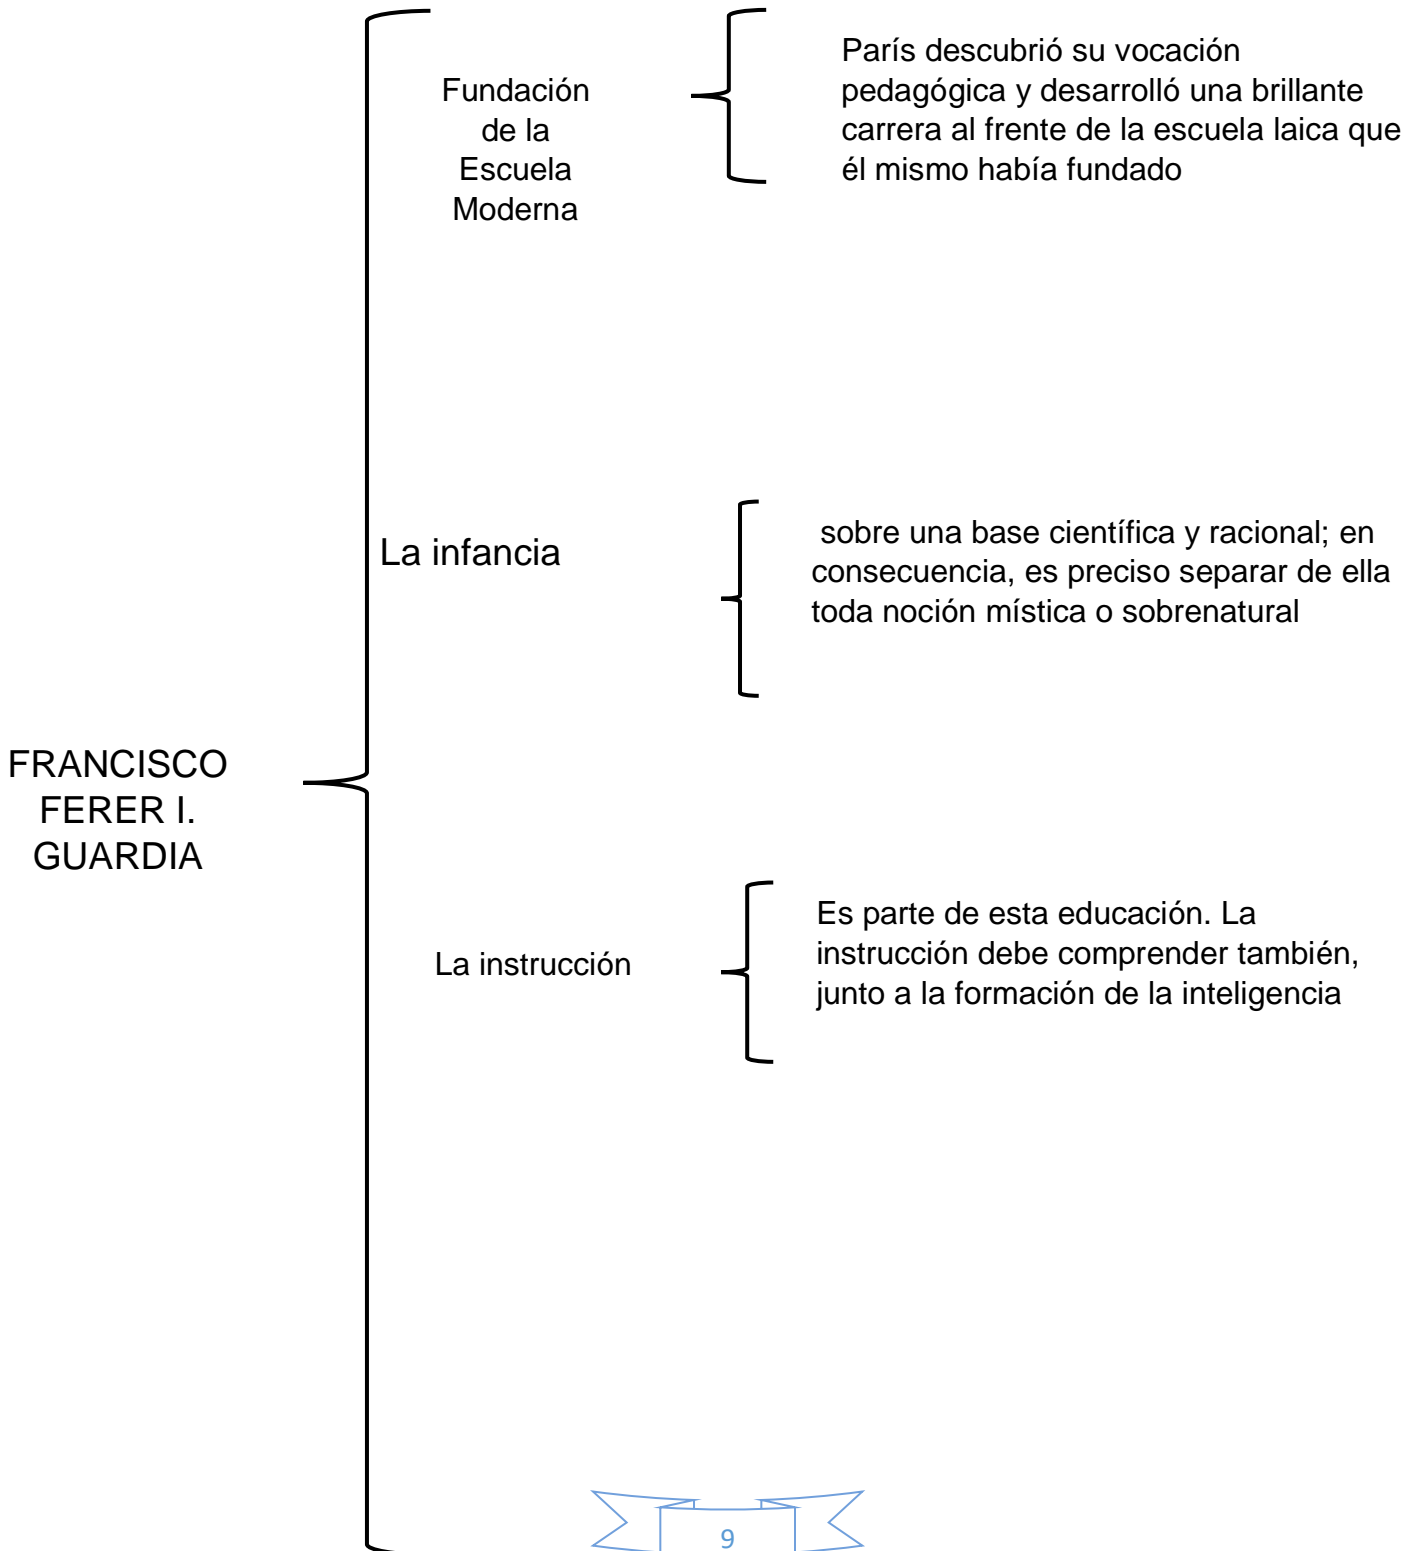 Fundación
de la
Escuela
Moderna
París descubrió su vocación
pedagógica y desarrolló una brillante
carrera al frente de la escuela laica que
él mismo había fundado
La infancia
sobre una base científica y racional; en
consecuencia, es preciso separar de ella
toda noción mística o sobrenatural
FRANCISCO
FERER I.
GUARDIA
La instrucción
Es parte de esta educación. La
instrucción debe comprender también,
junto a la formación de la inteligencia
9